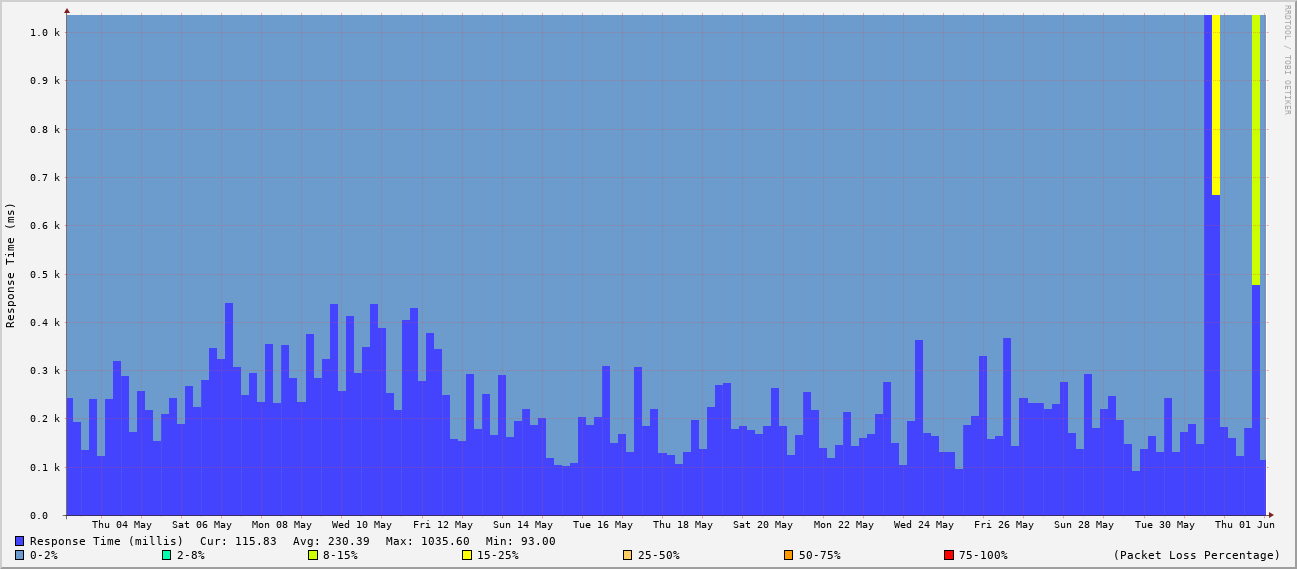 RRDTOOL / TOBI OETIKER
Response Time (ms)
1.0 k
0.9 k
0.8 k
0.7 k
0.6 k
0.5 k
0.4 k
0.3 k
0.2 k
0.1 k
0.0
Thu 04 May Sat 06 May Mon 08 May Wed 10 May Fri 12 May Sun 14 May Tue 16 May Thu 18 May Sat 20 May Mon 22 May Wed 24 May Fri 26 May Sun 28 May Tue 30 May Thu 01 Jun
Response Time (millis) Cur: 115.83 Avg: 230.39 Max: 1035.60 Min: 93.00
0-2% 2-8% 8-15% 15-25% 25-50% 50-75% 75-100% (Packet Loss Percentage)